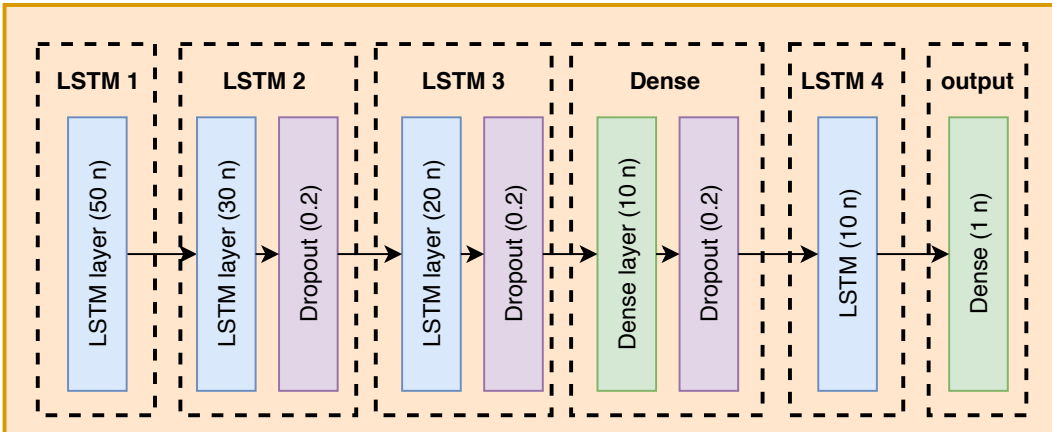 LSTM 1
LSTM layer (50 n)
LSTM 2
LSTM layer (30 n)
Dropout (0.2)
LSTM 3
LSTM layer (20 n)
Dropout (0.2)
Dense
Dense layer (10 n)
Dropout (0.2)
LSTM 4
LSTM (10 n)
output
Dense (1 n)